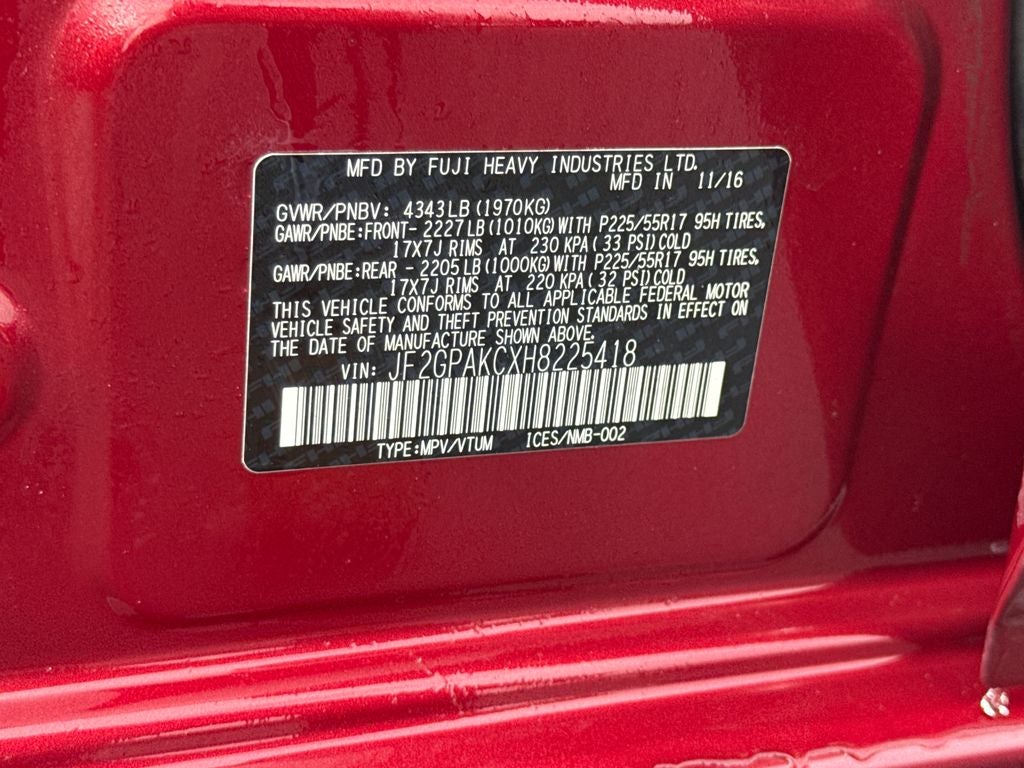 MFD BY FUJI HEAVY INDUSTRIES LTD.
MFD IN 11/16
GVWR/PNBV: 4343LB(1970KG)
GAWR/PNBE:FRONT- 2227LB(1010KG)WITH P225/55R17 95H TIRES,
17X7J RIMS AT 230 KPA( 33 PSI)COLD
GAWR/PNBE:REAR - 2205LB(1000KG)WITH P225/55R17 95H TIRES,
17X7J RIMS AT 220 KPA( 32 PSI)COLD
THIS VEHICLE CONFORMS TO ALL APPLICABLE FEDERAL MOTOR
VEHICLE SAFETY AND THEFT PREVENTION STANDARDS IN EFFECT ON
THE DATE OF MANUFACTURE SHOWN ABOVE.
VIN: JF2GPAKCXH8225418
TYPE:MPV/VTUM ICES/NMB-002